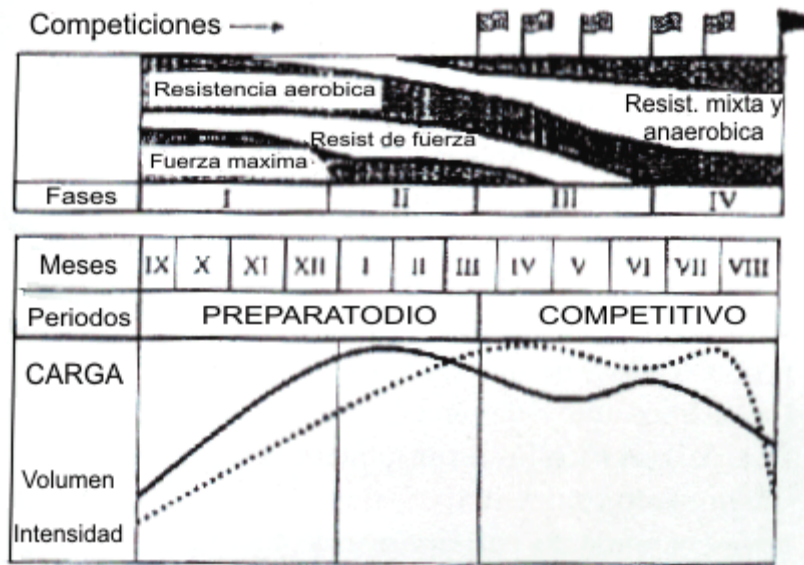 Competiciones
Resistencia aerobica
Resist. mixta y
anaerobica
Resist de fuerza
Fuerza maxima
Fases I II III IV
Meses IX X XI XII I II III IV V VI VII VIII
Periodos PREPARATODIO COMPETITIVO
CARGA
Volumen
Intensidad